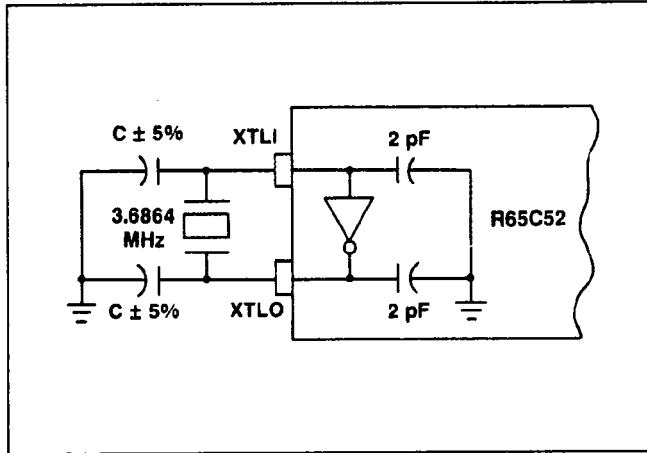 C ± 5%
XTLI
2 pF
3.6864
MHz
R65C52
C ± 5%
XTLO
2 pF